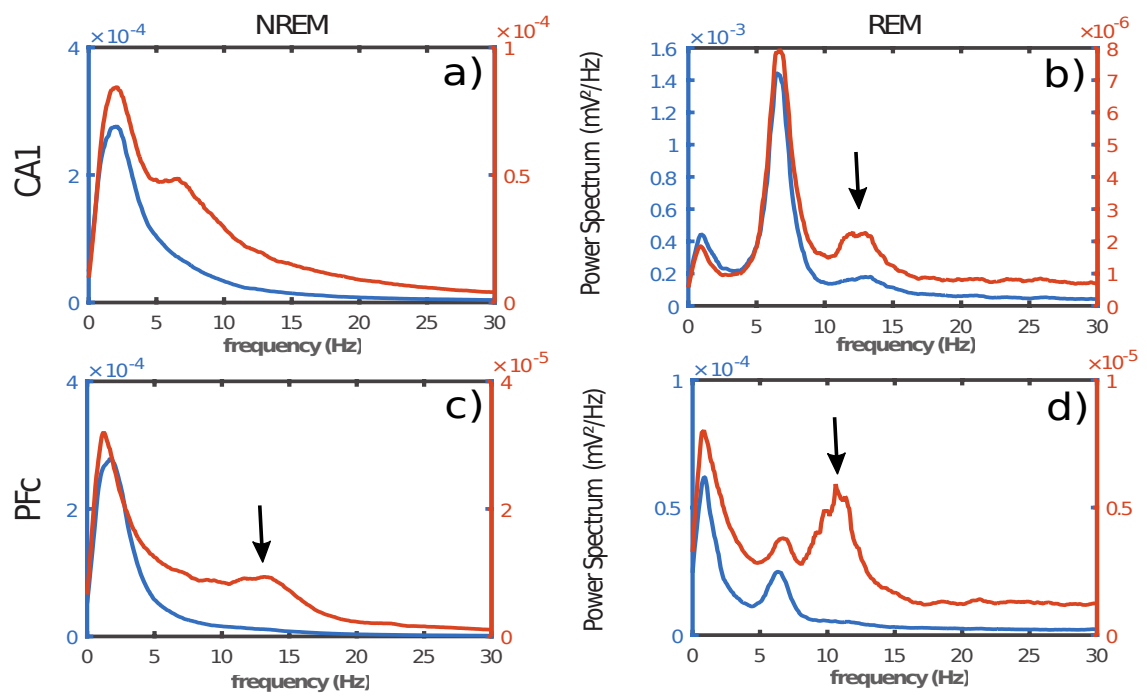 NREM
REM
×10⁻⁴
×10⁻⁴
a)
4
2
0
1
0.5
0
CA1
0 5 10 15 20 25 30
frequency (Hz)
×10⁻³
×10⁻⁶
b)
1.6
1.4
1.2
1
0.8
0.6
0.4
0.2
0
8
7
6
5
4
3
2
1
0
Power Spectrum (mV²/Hz)
0 5 10 15 20 25 30
frequency (Hz)
×10⁻⁴
×10⁻⁵
c)
4
2
0
4
2
0
PFc
0 5 10 15 20 25 30
frequency (Hz)
×10⁻⁴
×10⁻⁵
d)
1
0.5
0
1
0.5
0
Power Spectrum (mV²/Hz)
0 5 10 15 20 25 30
frequency (Hz)